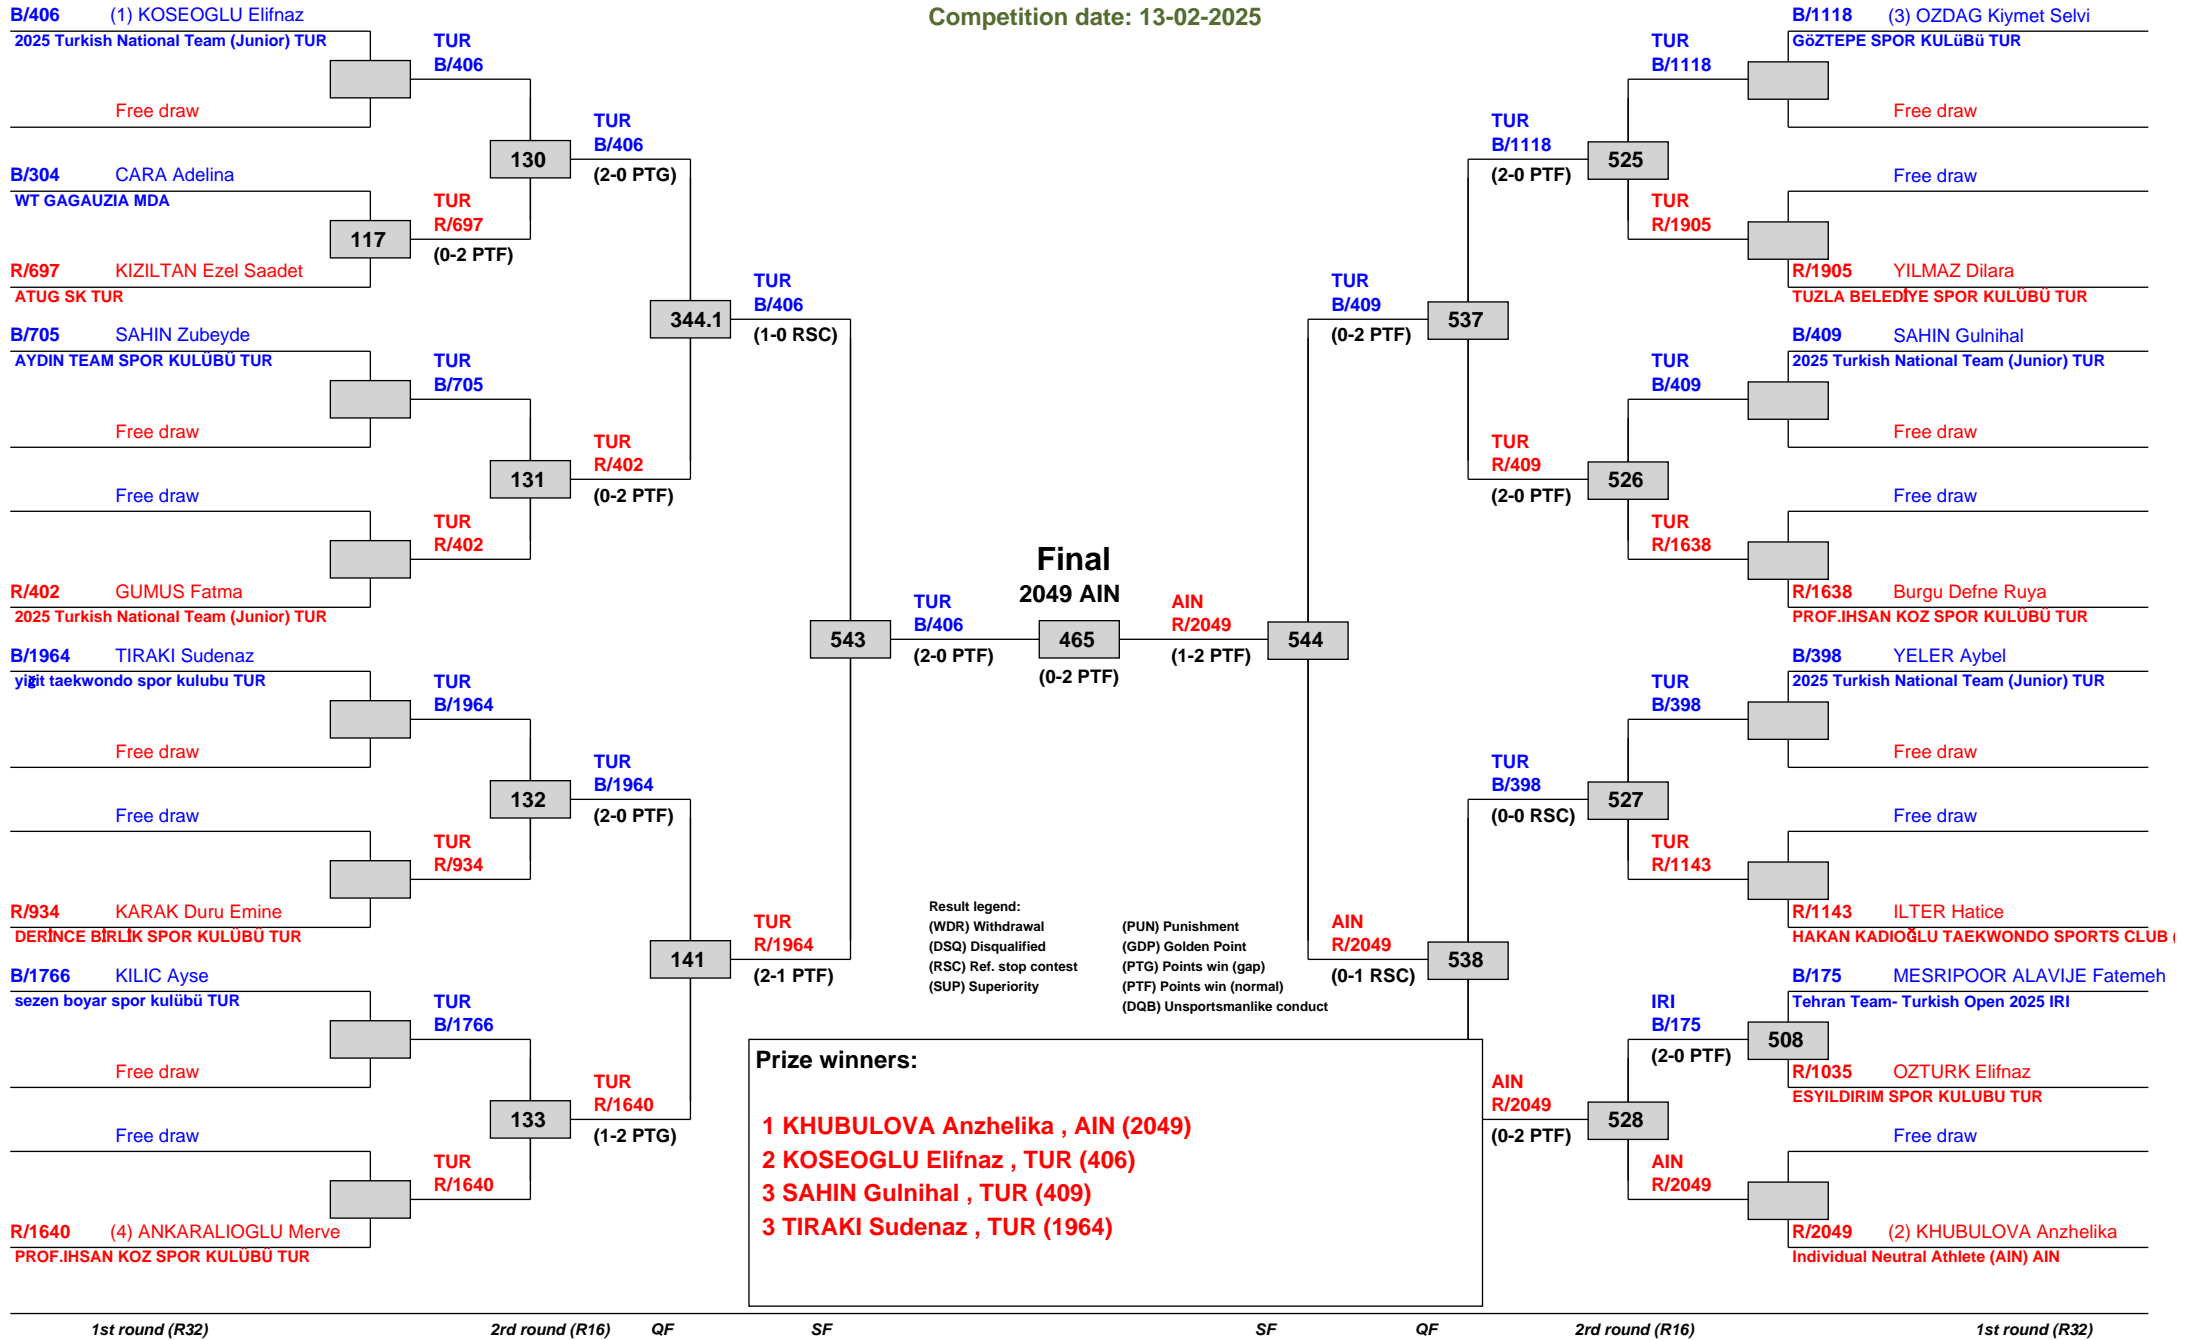 Competition date: 13-02-2025
B/406 (1) KOSEOGLU Elifnaz
2025 Turkish National Team (Junior) TUR
Free draw
B/304 CARA Adelina
WT GAGAUZIA MDA
117
R/697 KIZILTAN Ezel Saadet
ATUG SK TUR
B/705 SAHIN Zubeyde
AYDIN TEAM SPOR KULÜBÜ TUR
Free draw
Free draw
R/402 GUMUS Fatma
2025 Turkish National Team (Junior) TUR
B/1964 TIRAKI Sudenaz
yiğit taekwondo spor kulubu TUR
Free draw
Free draw
R/934 KARAK Duru Emine
DERİNCE BİRLİK SPOR KULÜBÜ TUR
B/1766 KILIC Ayse
sezen boyar spor kulübü TUR
Free draw
Free draw
R/1640 (4) ANKARALIOGLU Merve
PROF.IHSAN KOZ SPOR KULÜBÜ TUR
TUR
B/406
130
TUR
R/697
(0-2 PTF)
TUR
B/705
131
TUR
R/402
TUR
B/1964
132
TUR
R/934
TUR
B/1766
133
TUR
R/1640
TUR
B/406
(2-0 PTG)
344.1
TUR
R/402
(0-2 PTF)
TUR
B/1964
(2-0 PTF)
141
TUR
R/1640
(1-2 PTG)
TUR
B/406
(1-0 RSC)
543
TUR
R/1964
(2-1 PTF)
TUR
B/406
(2-0 PTF)
Final
2049 AIN
465
(0-2 PTF)
AIN
R/2049
(1-2 PTF)
TUR
B/409
(0-2 PTF)
544
AIN
R/2049
(0-1 RSC)
TUR
B/1118
(2-0 PTF)
537
TUR
R/409
(2-0 PTF)
TUR
B/398
(0-0 RSC)
538
AIN
R/2049
(0-2 PTF)
TUR
B/1118
525
TUR
R/1905
TUR
B/409
526
TUR
R/1638
TUR
B/398
527
TUR
R/1143
IRI
B/175
(2-0 PTF)
528
AIN
R/2049
B/1118 (3) OZDAG Kiymet Selvi
GöZTEPE SPOR KULüBü TUR
Free draw
Free draw
R/1905 YILMAZ Dilara
TUZLA BELEDİYE SPOR KULÜBÜ TUR
B/409 SAHIN Gulnihal
2025 Turkish National Team (Junior) TUR
Free draw
Free draw
R/1638 Burgu Defne Ruya
PROF.IHSAN KOZ SPOR KULÜBÜ TUR
B/398 YELER Aybel
2025 Turkish National Team (Junior) TUR
Free draw
Free draw
R/1143 ILTER Hatice
HAKAN KADIOĞLU TAEKWONDO SPORTS CLUB (
B/175 MESRIPOOR ALAVIJE Fatemeh
Tehran Team- Turkish Open 2025 IRI
508
R/1035 OZTURK Elifnaz
ESYILDIRIM SPOR KULUBU TUR
Free draw
R/2049 (2) KHUBULOVA Anzhelika
Individual Neutral Athlete (AIN) AIN
Result legend:
(WDR) Withdrawal (PUN) Punishment
(DSQ) Disqualified (GDP) Golden Point
(RSC) Ref. stop contest (PTG) Points win (gap)
(SUP) Superiority (PTF) Points win (normal)
(DQB) Unsportsmanlike conduct
Prize winners:
1 KHUBULOVA Anzhelika , AIN (2049)
2 KOSEOGLU Elifnaz , TUR (406)
3 SAHIN Gulnihal , TUR (409)
3 TIRAKI Sudenaz , TUR (1964)
1st round (R32) 2rd round (R16) QF SF SF QF 2rd round (R16) 1st round (R32)